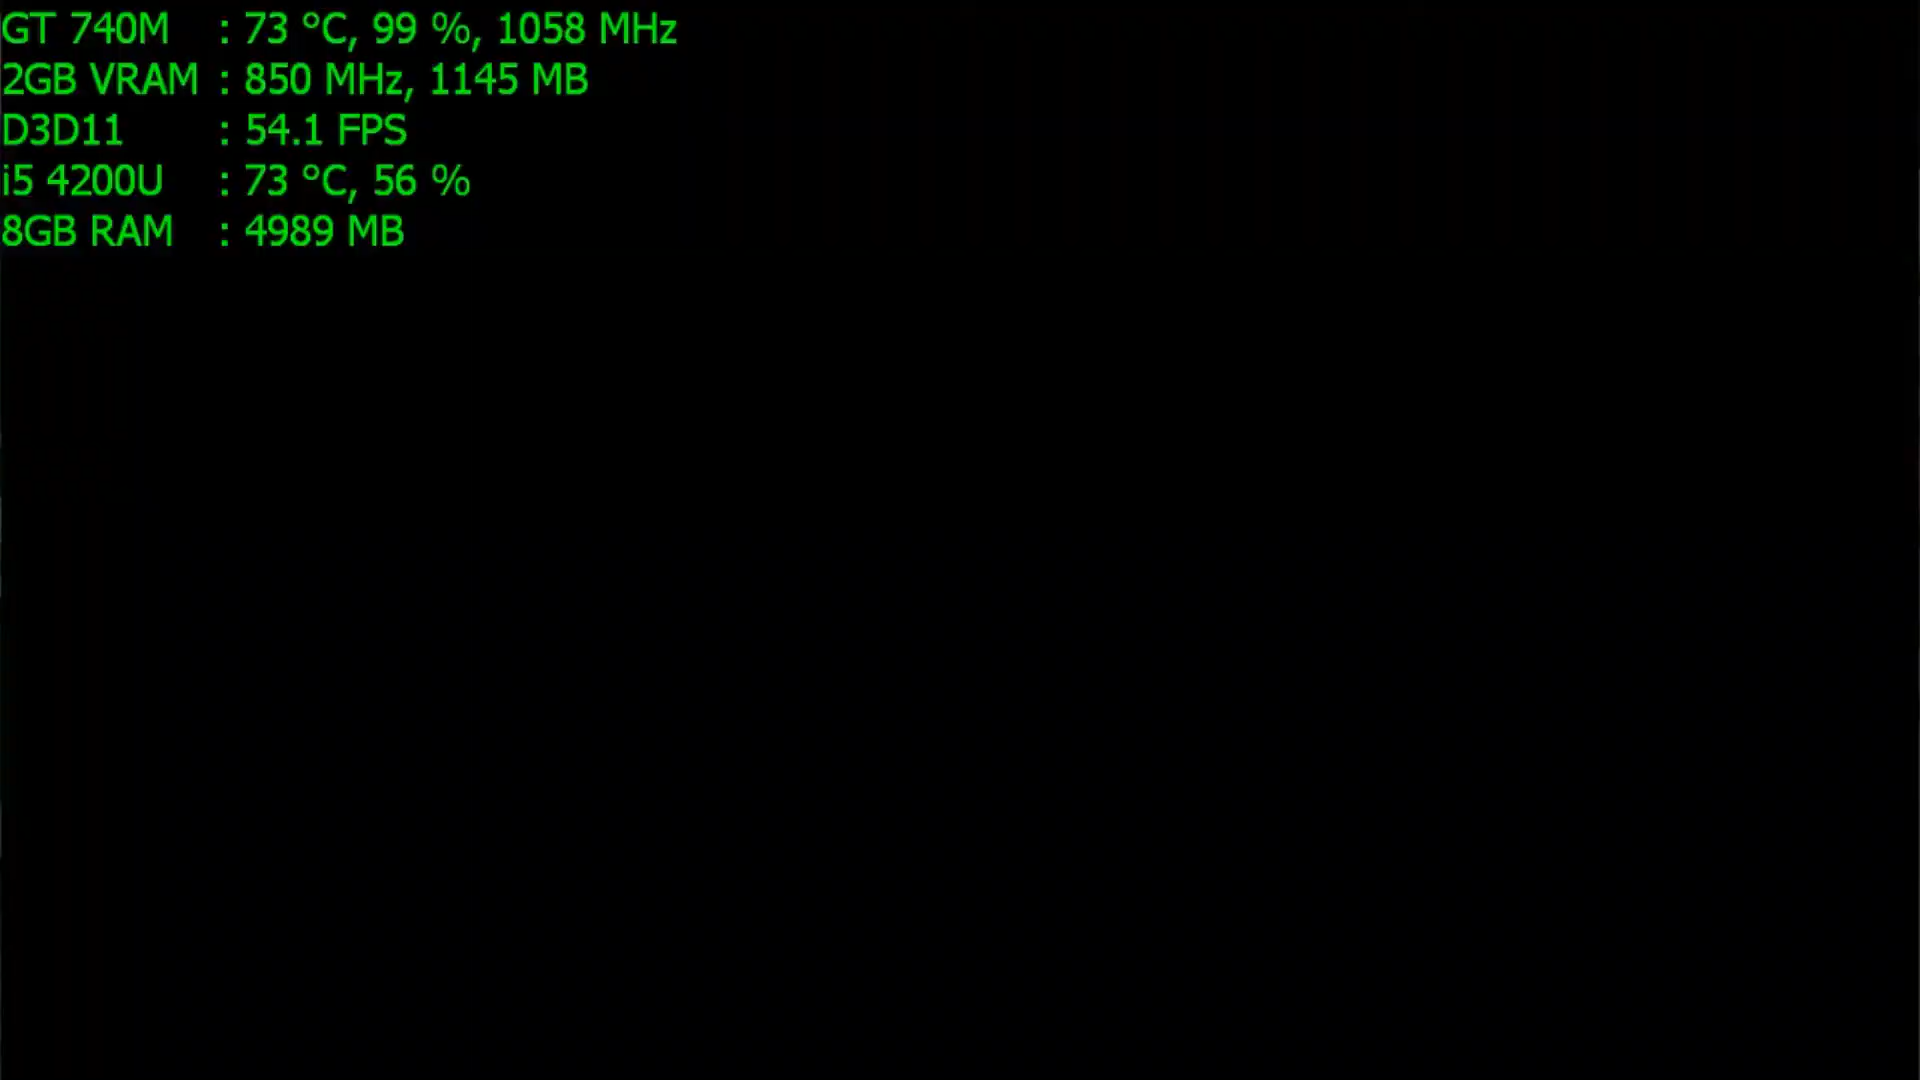 GT 740M : 73 °C, 99 %, 1058 MHz
2GB VRAM : 850 MHz, 1145 MB
D3D11 : 54.1 FPS
i5 4200U : 73 °C, 56 %
8GB RAM : 4989 MB